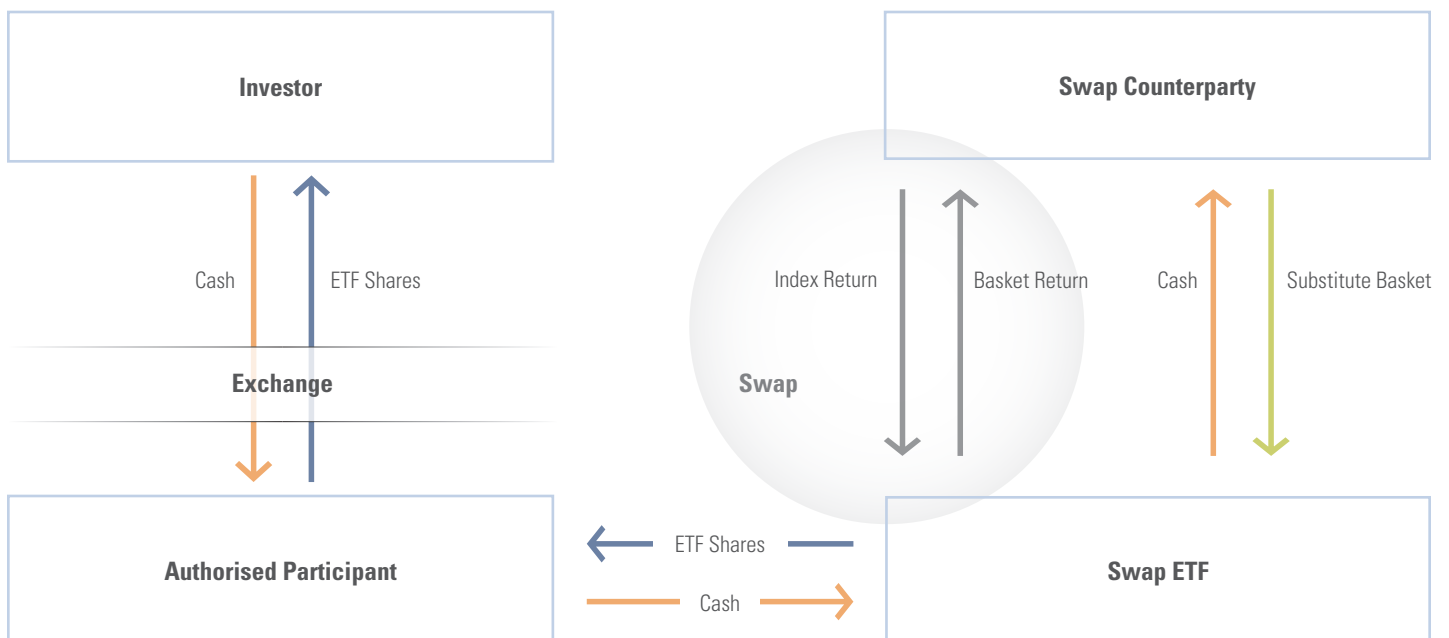 Investor
Swap Counterparty
Cash
ETF Shares
Index Return
Basket Return
Cash
Substitute Basket
Exchange
Swap
ETF Shares
Authorised Participant
Swap ETF
Cash